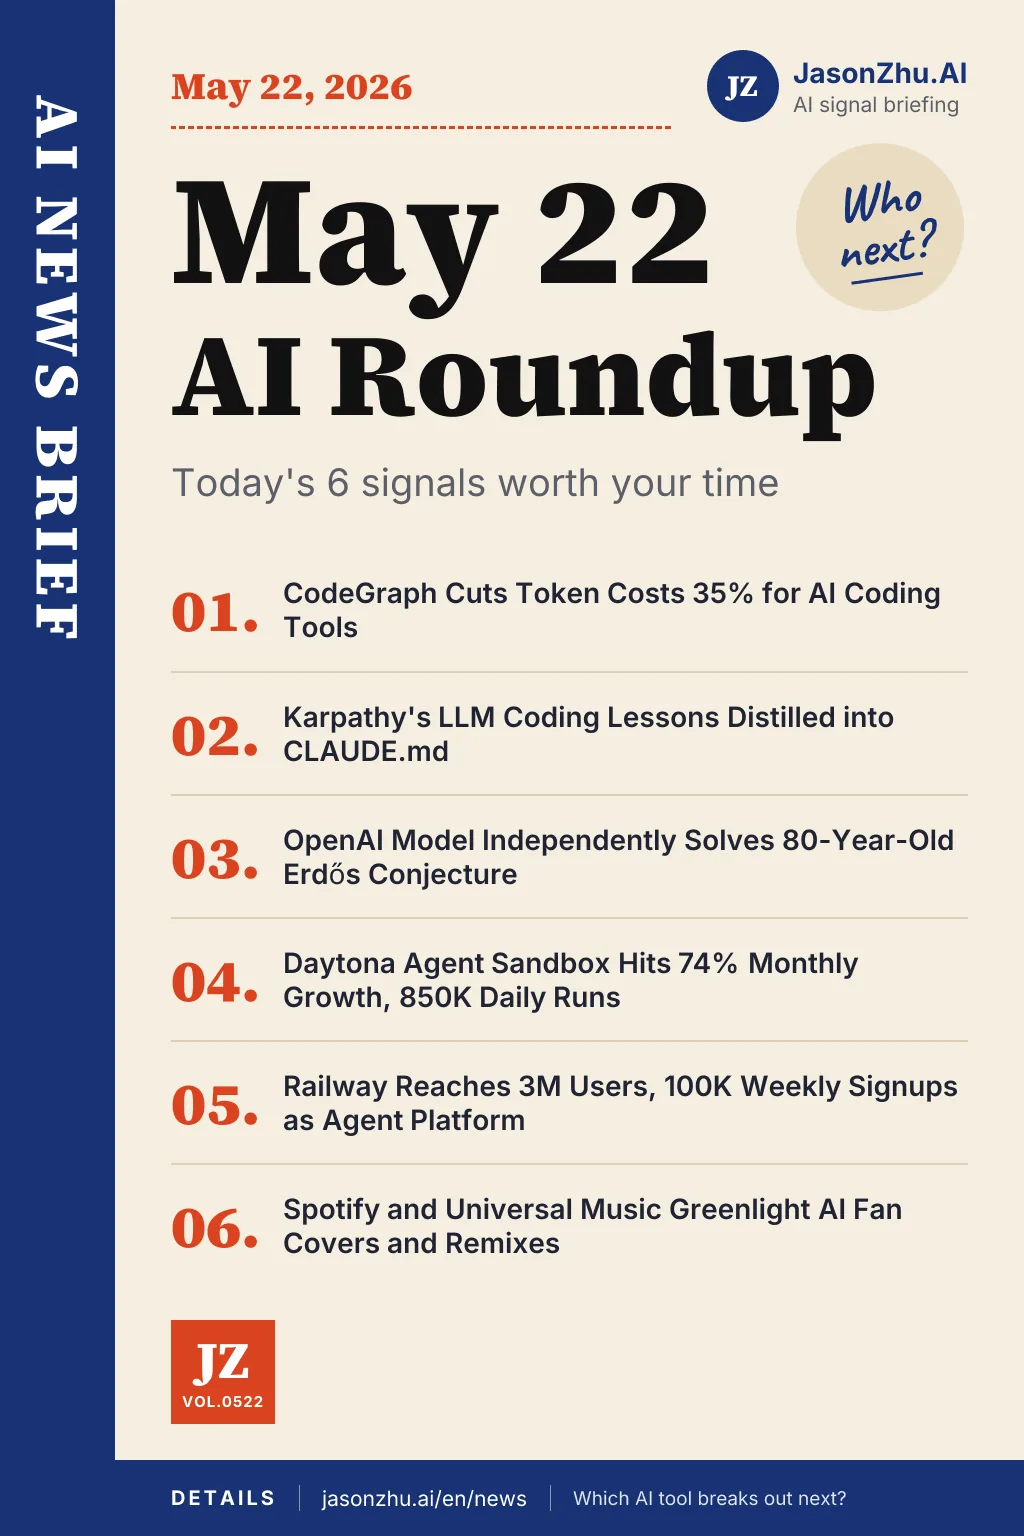 AI NEWS BRIEF
May 22, 2026
JZ
JasonZhu.AI
AI signal briefing
Who
next?
May 22
AI Roundup
Today's 6 signals worth your time
01.
CodeGraph Cuts Token Costs 35% for AI Coding
Tools
02.
Karpathy's LLM Coding Lessons Distilled into
CLAUDE.md
03.
OpenAI Model Independently Solves 80-Year-Old
Erdős Conjecture
04.
Daytona Agent Sandbox Hits 74% Monthly
Growth, 850K Daily Runs
05.
Railway Reaches 3M Users, 100K Weekly Signups
as Agent Platform
06.
Spotify and Universal Music Greenlight AI Fan
Covers and Remixes
JZ
VOL.0522
DETAILS
jasonzhu.ai/en/news
Which AI tool breaks out next?